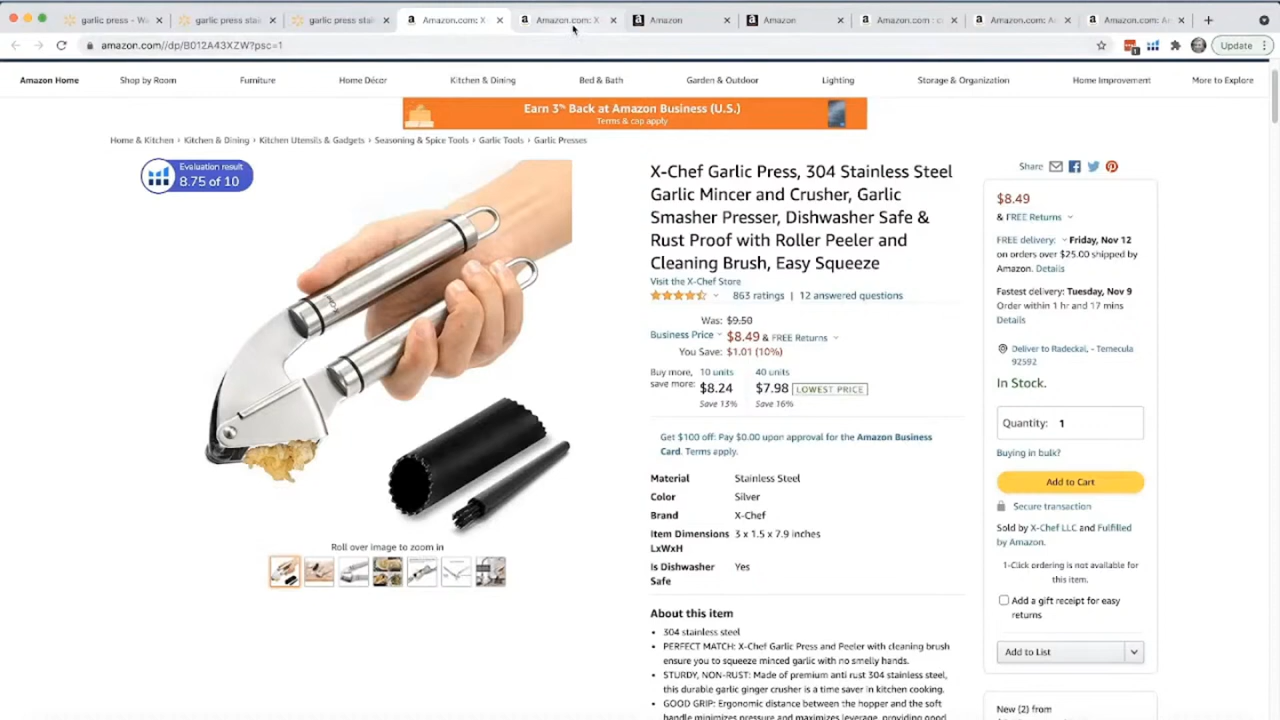 garlic press - Wa
garlic press stain
garlic press stain
Amazon.com: X
Amazon.com: X
Amazon
Amazon
Amazon.com : c
Amazon.com: A
Amazon.com: A
amazon.com//dp/B012A43XZW?psc=1
Update
Amazon Home Shop by Room Furniture Home Décor Kitchen & Dining Bed & Bath Garden & Outdoor Lighting Storage & Organization Home Improvement More to Explore
Earn 3% Back at Amazon Business (U.S.)
Terms & cap apply
Home & Kitchen › Kitchen & Dining › Kitchen Utensils & Gadgets › Seasoning & Spice Tools › Garlic Tools › Garlic Presses
Evaluation result
8.75 of 10
Roll over image to zoom in
X-Chef Garlic Press, 304 Stainless Steel
Garlic Mincer and Crusher, Garlic
Smasher Presser, Dishwasher Safe &
Rust Proof with Roller Peeler and
Cleaning Brush, Easy Squeeze
Visit the X-Chef Store
863 ratings | 12 answered questions
Was: $9.50
Business Price $8.49 & FREE Returns
You Save: $1.01 (10%)
Buy more, save more:
10 units
$8.24
Save 13%
40 units
$7.98 LOWEST PRICE
Save 16%
Get $100 off: Pay $0.00 upon approval for the Amazon Business
Card. Terms apply.
Material Stainless Steel
Color Silver
Brand X-Chef
Item Dimensions 3 x 1.5 x 7.9 inches
LxWxH
Is Dishwasher Yes
Safe
About this item
• 304 stainless steel
• PERFECT MATCH: X-Chef Garlic Press and Peeler with cleaning brush
ensure you to squeeze minced garlic with no smelly hands.
• STURDY, NON-RUST: Made of premium anti rust 304 stainless steel,
this durable garlic ginger crusher is a time saver in kitchen cooking.
• GOOD GRIP: Ergonomic distance between the hopper and the soft
handle minimizes pressure and maximizes leverage, providing good
Share
$8.49
& FREE Returns
FREE delivery: Friday, Nov 12
on orders over $25.00 shipped by
Amazon. Details
Fastest delivery: Tuesday, Nov 9
Order within 1 hr and 17 mins
Details
Deliver to Radeckal, - Temecula
92592
In Stock.
Quantity: 1
Buying in bulk?
Add to Cart
Secure transaction
Sold by X-Chef LLC and Fulfilled
by Amazon.
1-Click ordering is not available for
this item.
Add a gift receipt for easy
returns
Add to List
New (2) from